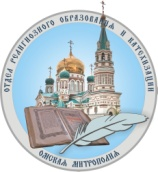 ОТДЕЛ РЕЛИГИОЗНОГО ОБРАЗОВАНИЯ И КАТЕХИЗАЦИИ
ОМСКАЯ МИТРОПОЛИЯ